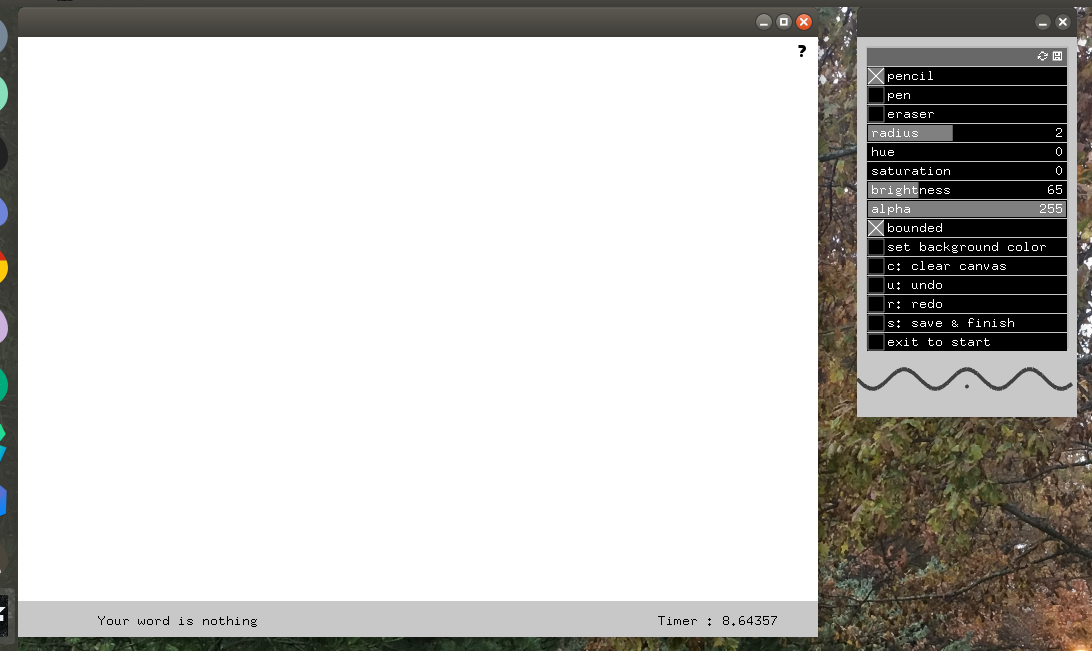 ?
pencil
pen
eraser
radius 2
hue 0
saturation 0
brightness 65
alpha 255
bounded
set background color
c: clear canvas
u: undo
r: redo
s: save & finish
exit to start
Your word is nothing Timer : 8.64357